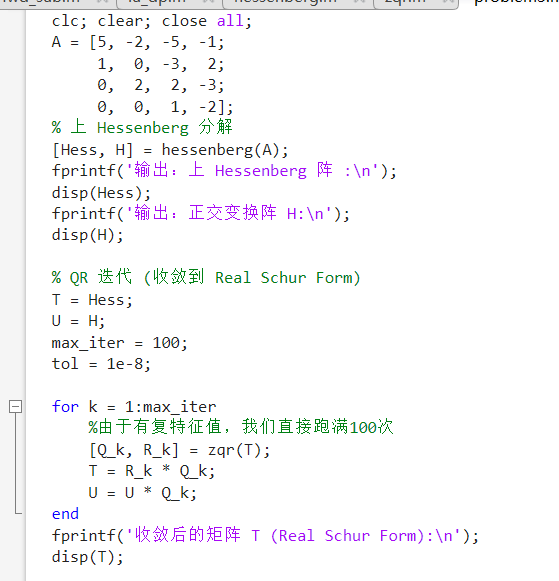 clc; clear; close all;
A = [5, -2, -5, -1;
1, 0, -3, 2;
0, 2, 2, -3;
0, 0, 1, -2];
% 上 Hessenberg 分解
[Hess, H] = hessenberg(A);
fprintf('输出：上 Hessenberg 阵 :\n');
disp(Hess);
fprintf('输出：正交变换阵 H:\n');
disp(H);
% QR 迭代 (收敛到 Real Schur Form)
T = Hess;
U = H;
max_iter = 100;
tol = 1e-8;
for k = 1:max_iter
%由于有复特征值，我们直接跑满100次
[Q_k, R_k] = zqr(T);
T = R_k * Q_k;
U = U * Q_k;
end
fprintf('收敛后的矩阵 T (Real Schur Form):\n');
disp(T);